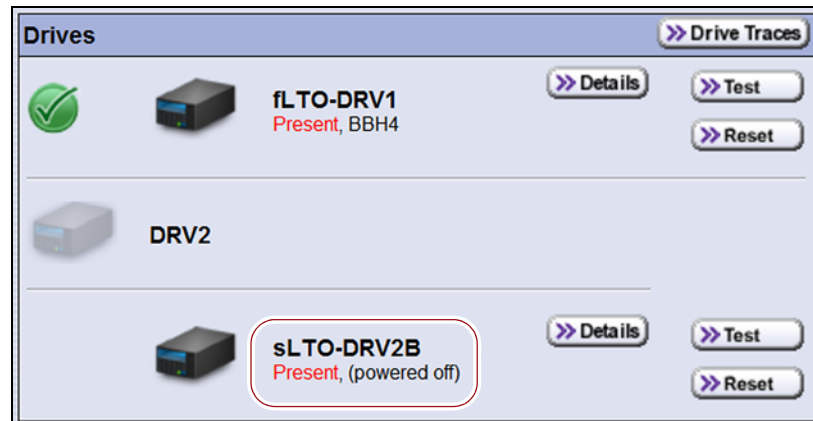 Drives
>> Drive Traces
fLTO-DRV1
Present, BBH4
>> Details
>> Test
>> Reset
DRV2
sLTO-DRV2B
Present, (powered off)
>> Details
>> Test
>> Reset